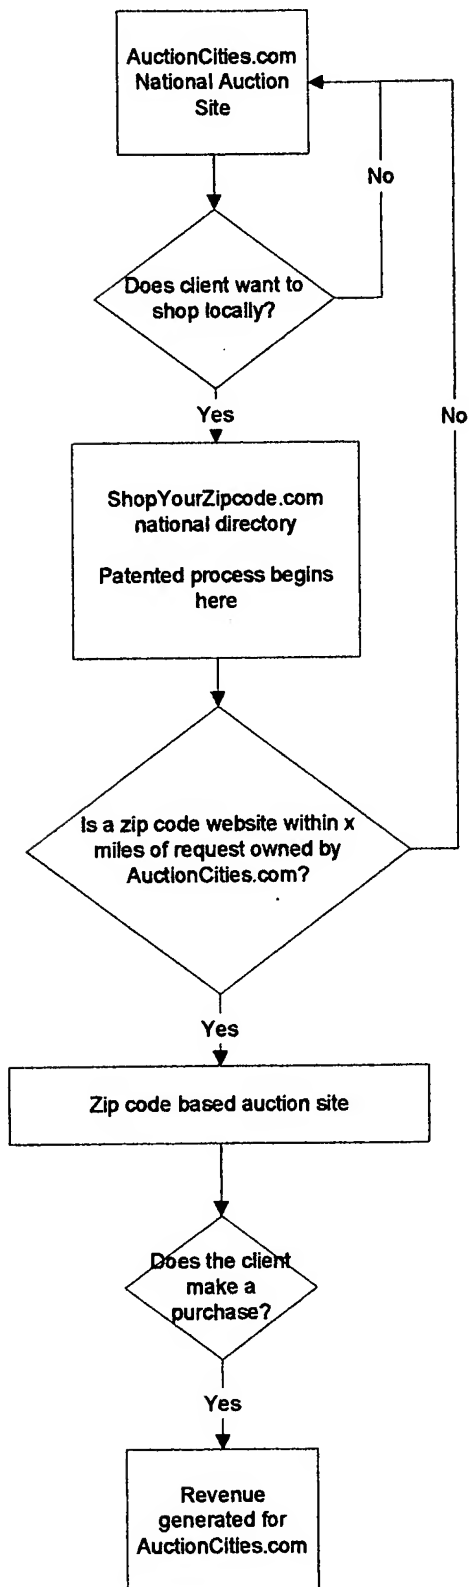 AuctionCities.com
National Auction
Site
No
Does client want to
shop locally?
Yes
No
ShopYourZipcode.com
national directory
Patented process begins
here
Is a zip code website within x
miles of request owned by
AuctionCities.com?
Yes
Zip code based auction site
Does the client
make a
purchase?
Yes
Revenue
generated for
AuctionCities.com